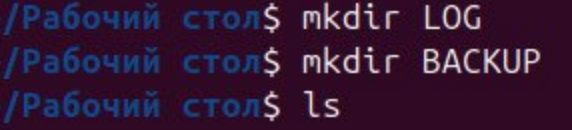 /Рабочий стол$ mkdir LOG
/Рабочий стол$ mkdir BACKUP
/Рабочий стол$ ls